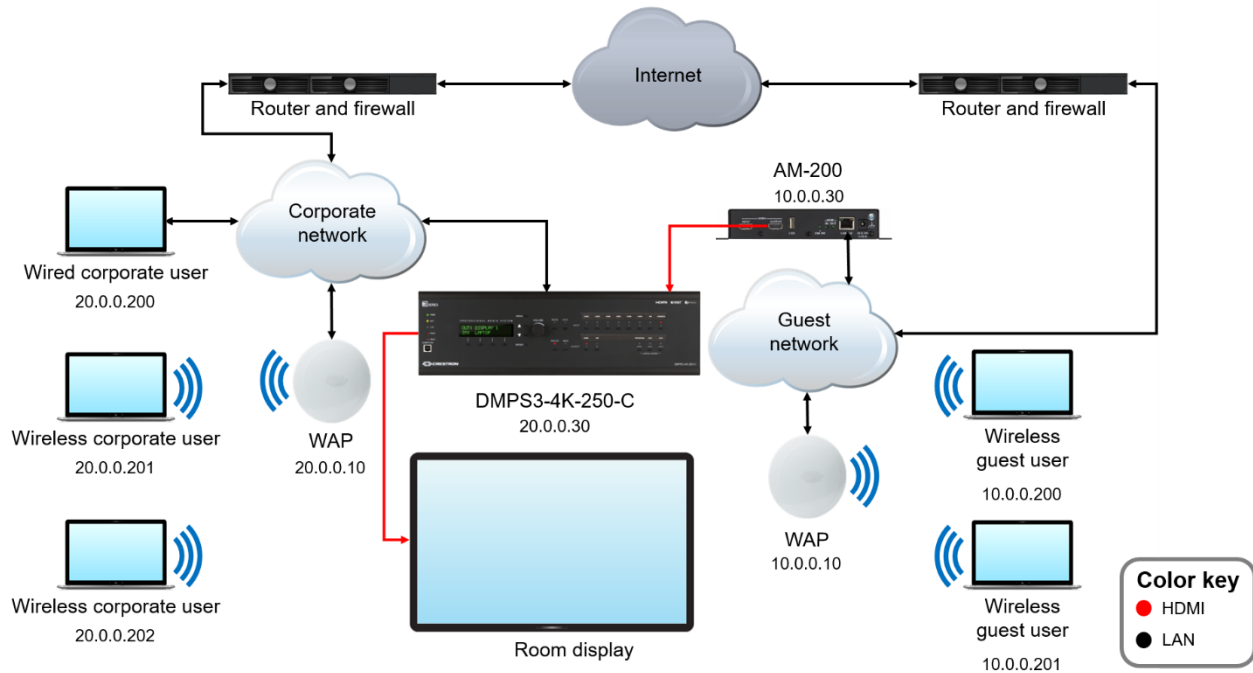 Internet
Router and firewall
Router and firewall
AM-200
10.0.0.30
Corporate
network
Wired corporate user
20.0.0.200
CRESTRON
DMPS3-4K-250-C
20.0.0.30
Guest
network
Wireless corporate user
20.0.0.201
WAP
20.0.0.10
Wireless
guest user
10.0.0.200
WAP
10.0.0.10
Wireless corporate user
20.0.0.202
Room display
Wireless
guest user
10.0.0.201
Color key
HDMI
LAN